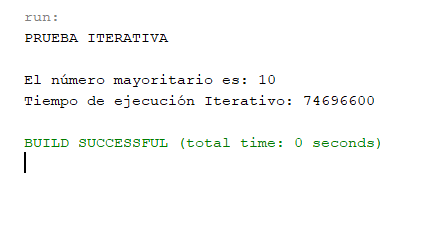 run:
PRUEBA ITERATIVA
El número mayoritario es: 10
Tiempo de ejecución Iterativo: 74696600
BUILD SUCCESSFUL (total time: 0 seconds)